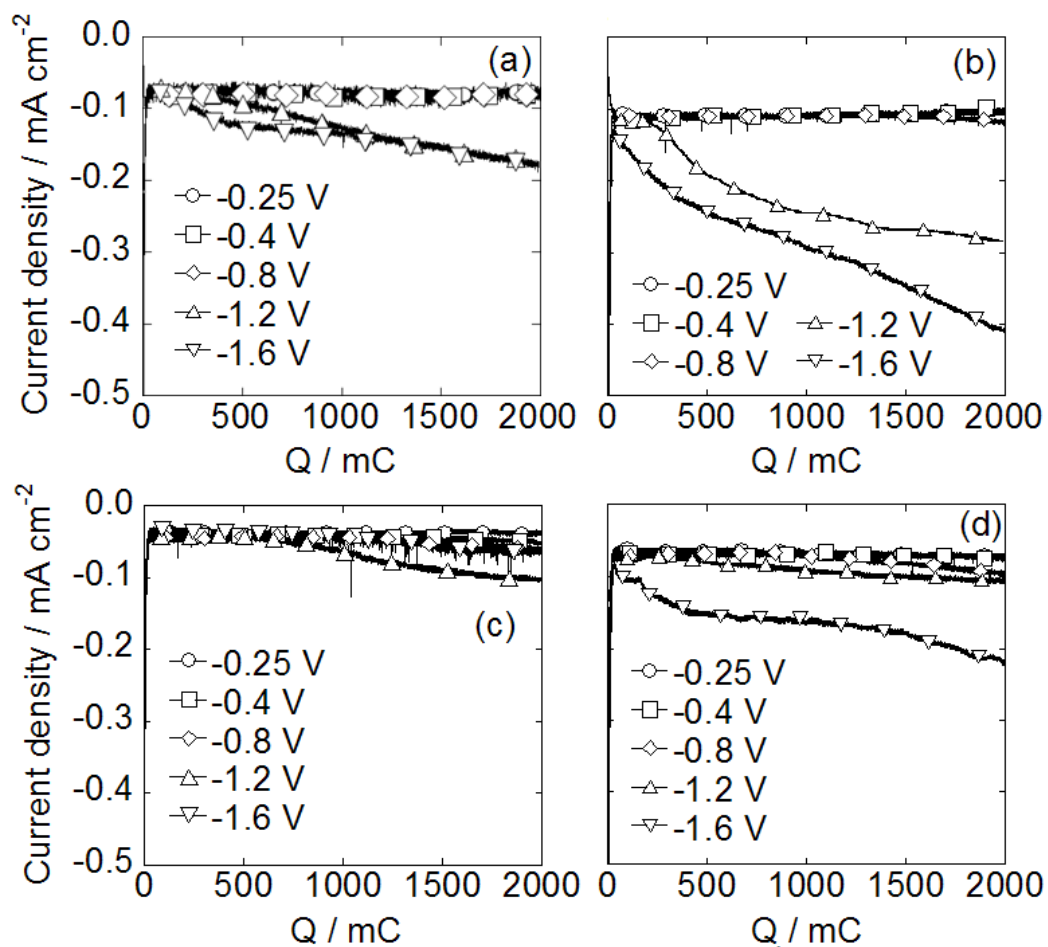 (a)
Current density / mA cm-2
0.0
-0.1
-0.2
-0.3
-0.4
-0.5
-0.25 V
-0.4 V
-0.8 V
-1.2 V
-1.6 V
0 500 1000 1500 2000
Q / mC
(b)
-0.25 V
-0.4 V -1.2 V
-0.8 V -1.6 V
0 500 1000 1500 2000
Q / mC
(c)
Current density / mA cm-2
0.0
-0.1
-0.2
-0.3
-0.4
-0.5
-0.25 V
-0.4 V
-0.8 V
-1.2 V
-1.6 V
0 500 1000 1500 2000
Q / mC
(d)
-0.25 V
-0.4 V
-0.8 V
-1.2 V
-1.6 V
0 500 1000 1500 2000
Q / mC